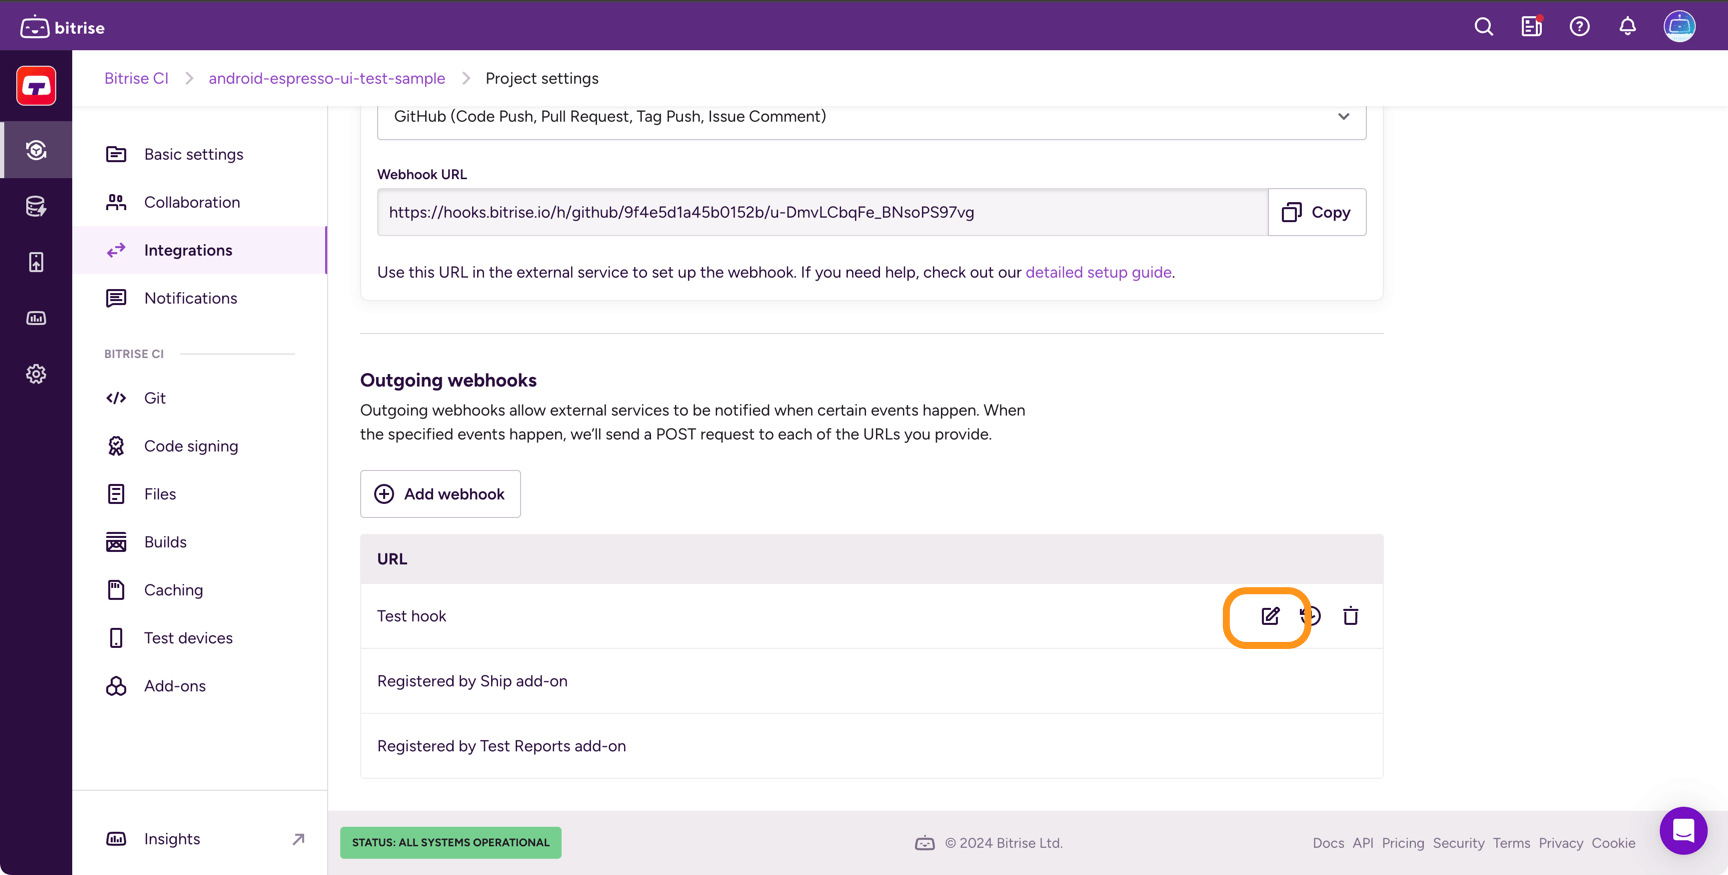 bitrise
Bitrise CI
android-espresso-ui-test-sample
Project settings
Basic settings
Collaboration
Integrations
Notifications
BITRISE CI
Git
Code signing
Files
Builds
Caching
Test devices
Add-ons
Insights
GitHub (Code Push, Pull Request, Tag Push, Issue Comment)
Webhook URL
https://hooks.bitrise.io/h/github/9f4e5d1a45b0152b/u-DmvLCbqFe_BNsoPS97vg
Copy
Use this URL in the external service to set up the webhook. If you need help, check out our detailed setup guide.
Outgoing webhooks
Outgoing webhooks allow external services to be notified when certain events happen. When
the specified events happen, we'll send a POST request to each of the URLs you provide.
Add webhook
URL
Test hook
Registered by Ship add-on
Registered by Test Reports add-on
STATUS: ALL SYSTEMS OPERATIONAL
© 2024 Bitrise Ltd.
Docs API Pricing Security Terms Privacy Cookie